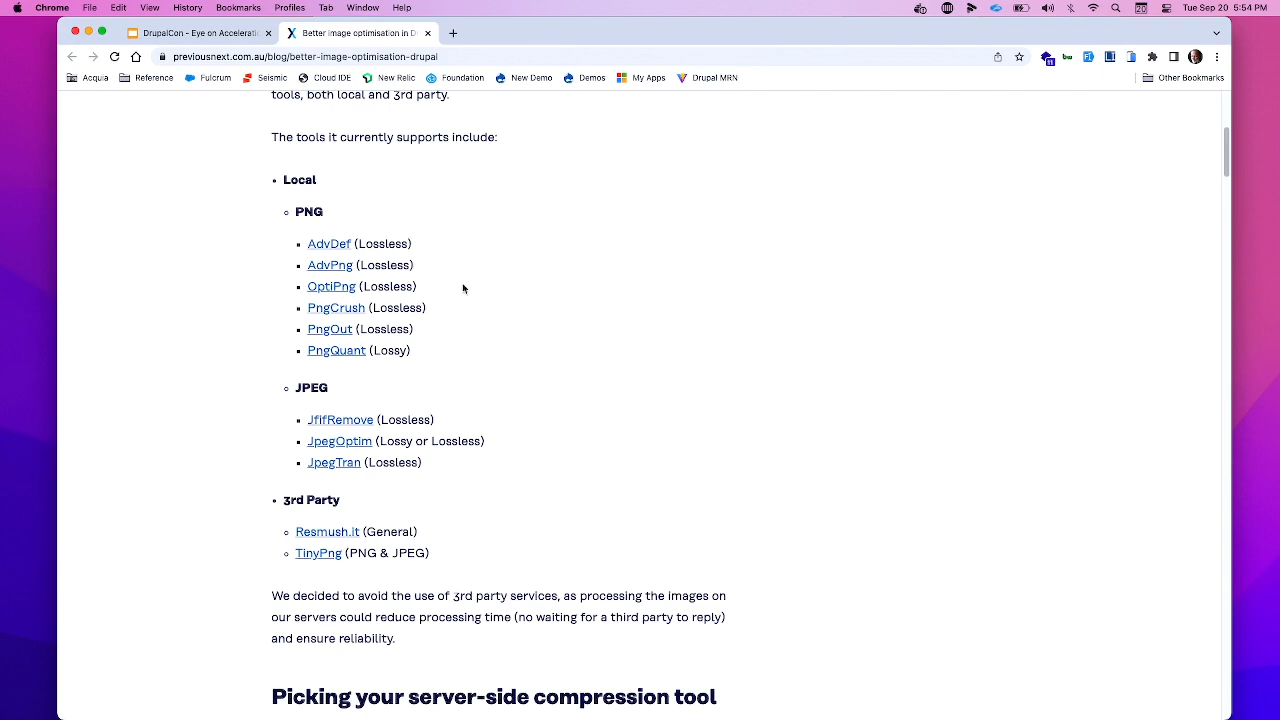 Chrome File Edit View History Bookmarks Profiles Tab Window Help
20 Tue Sep 20 5:54 PM
DrupalCon - Eye on Acceleratio
Better image optimisation in Dr
previousnext.com.au/blog/better-image-optimisation-drupal
Acquia Reference Fulcrum Seismic Cloud IDE New Relic Foundation New Demo Demos My Apps Drupal MRN Other Bookmarks
tools, both local and 3rd party.
The tools it currently supports include:
• Local
PNG
AdvDef (Lossless)
AdvPng (Lossless)
OptiPng (Lossless)
PngCrush (Lossless)
PngOut (Lossless)
PngQuant (Lossy)
JPEG
JfifRemove (Lossless)
JpegOptim (Lossy or Lossless)
JpegTran (Lossless)
• 3rd Party
Resmush.it (General)
TinyPng (PNG & JPEG)
We decided to avoid the use of 3rd party services, as processing the images on
our servers could reduce processing time (no waiting for a third party to reply)
and ensure reliability.
Picking your server-side compression tool